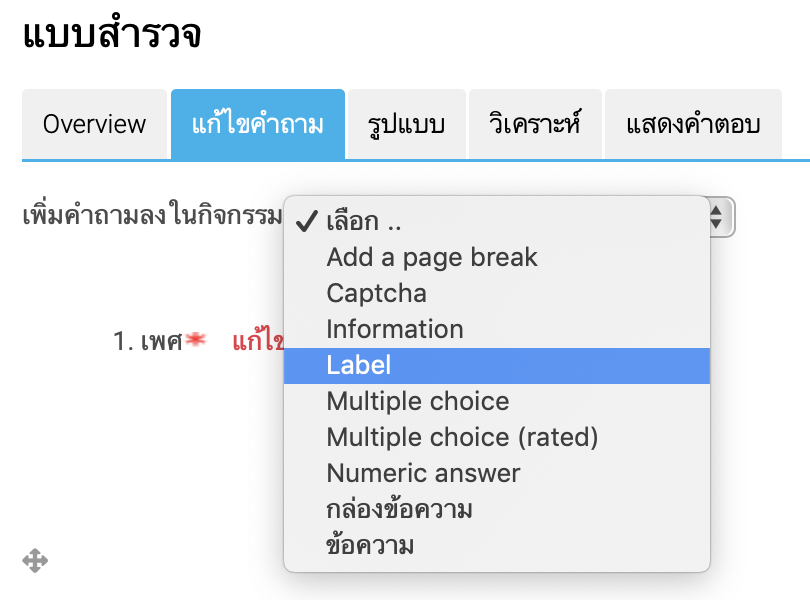 แบบสำรวจ
Overview แก้ไขคำถาม รูปแบบ วิเคราะห์ แสดงคำตอบ
เพิ่มคำถามลงในกิจกรรม
✓ เลือก ..
Add a page break
Captcha
Information
1. เพศ* แก้ไข
Label
Multiple choice
Multiple choice (rated)
Numeric answer
กล่องข้อความ
ข้อความ